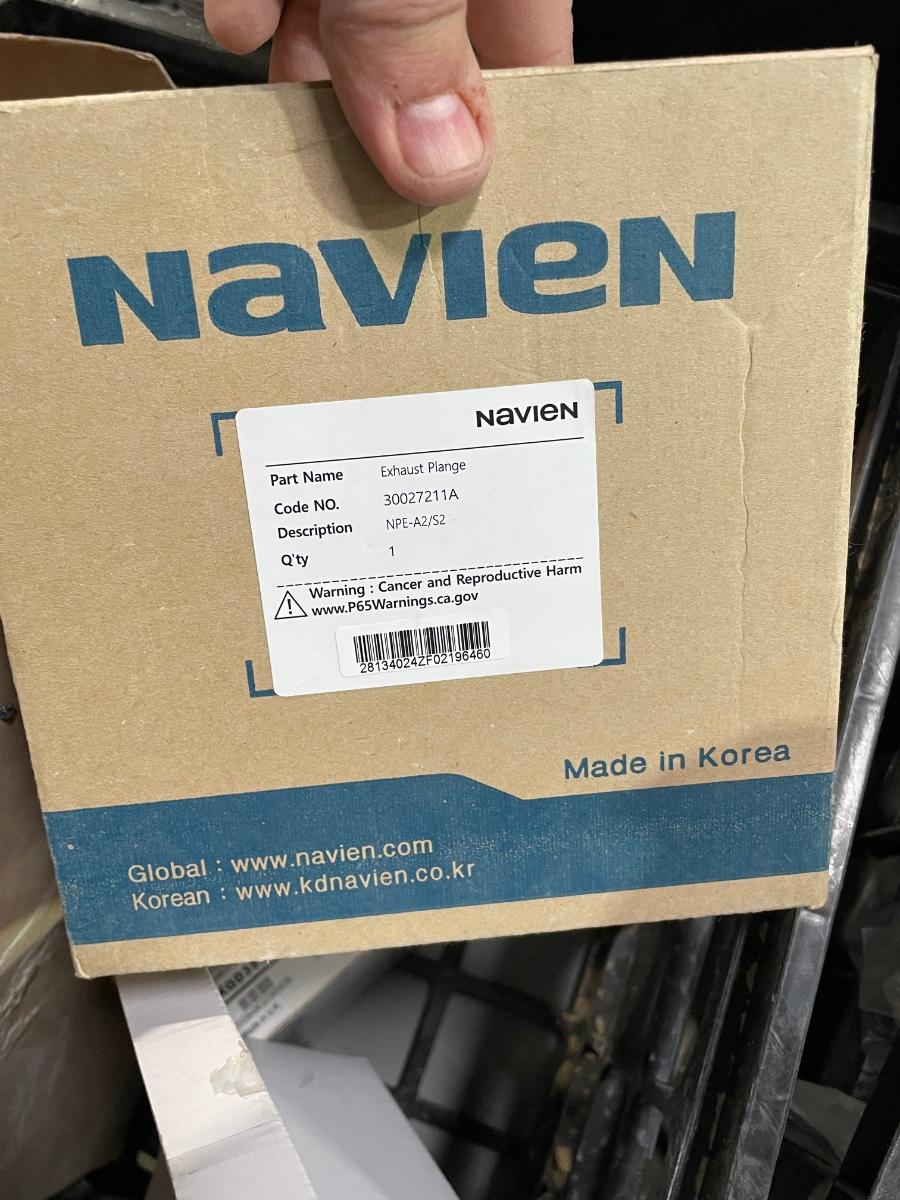 Navien
Navien
Part Name Exhaust Plange
Code NO. 30027211A
Description NPE-A2/S2
Q'ty 1
Warning : Cancer and Reproductive Harm
www.P65Warnings.ca.gov
28134024ZF02196460
Made in Korea
Global : www.navien.com
Korean : www.kdnavien.co.kr